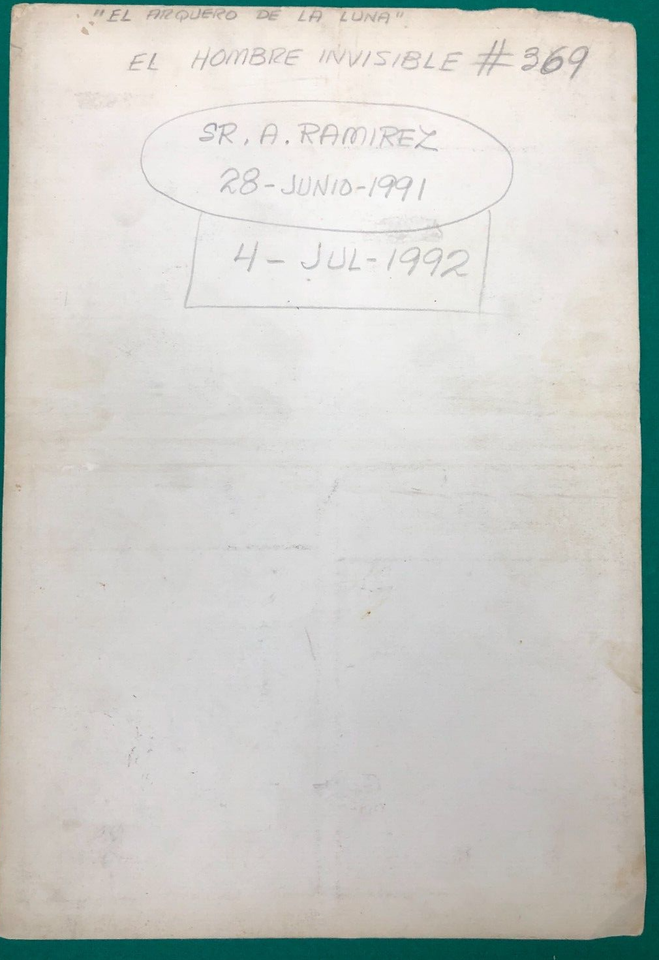 "EL ARQUERO DE LA LUNA"
EL HOMBRE INVISIBLE #369
SR. A. RAMIREZ
28-JUNIO-1991
4-JUL-1992